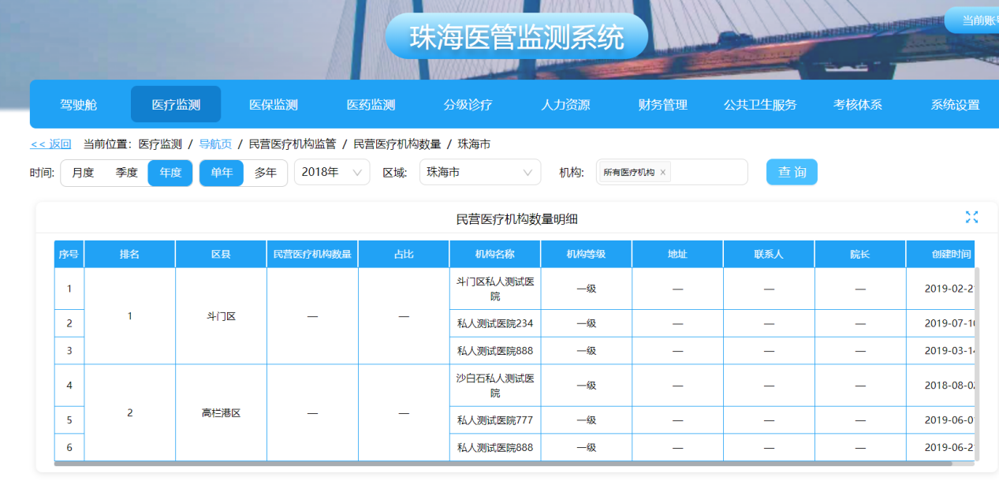 珠海医管监测系统
当前账
驾驶舱 医疗监测 医保监测 医药监测 分级诊疗 人力资源 财务管理 公共卫生服务 考核体系 系统设置
<< 返回 当前位置: 医疗监测 / 导航页 / 民营医疗机构监管 / 民营医疗机构数量 / 珠海市
时间: 月度 季度 年度 单年 多年 2018年 区域: 珠海市 机构: 所有医疗机构 x 查 询
民营医疗机构数量明细
序号 排名 区县 民营医疗机构数量 占比 机构名称 机构等级 地址 联系人 院长 创建时间
1 1 斗门区 — — 斗门区私人测试医
院 一级 — — — 2019-02-2
2 私人测试医院234 一级 — — — 2019-07-1
3 私人测试医院888 一级 — — — 2019-03-1
4 2 高栏港区 — — 沙白石私人测试医
院 一级 — — — 2018-08-0
5 私人测试医院777 一级 — — — 2019-06-0
6 私人测试医院888 一级 — — — 2019-06-2